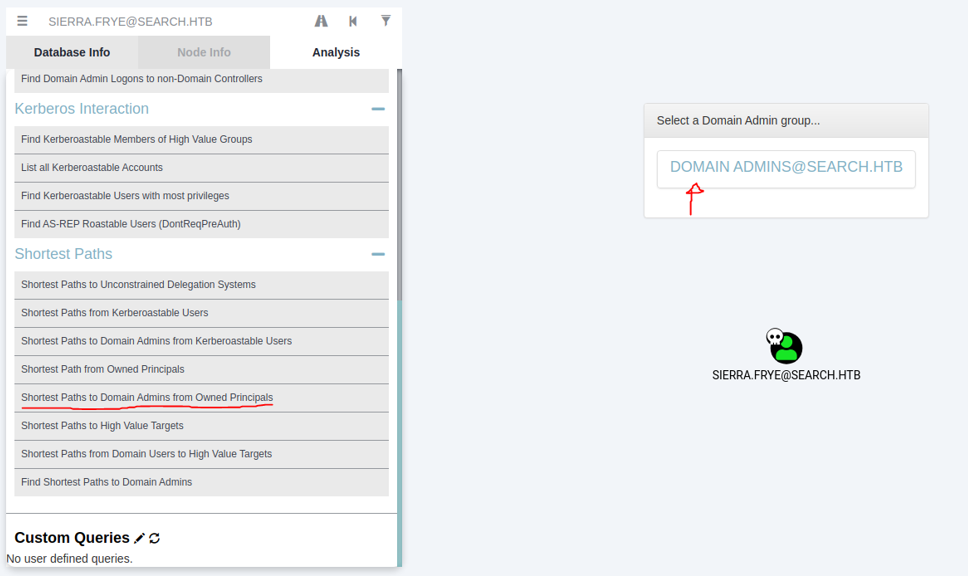 SIERRA.FRYE@SEARCH.HTB
Database Info
Node Info
Analysis
Find Domain Admin Logons to non-Domain Controllers
Kerberos Interaction
Find Kerberoastable Members of High Value Groups
List all Kerberoastable Accounts
Find Kerberoastable Users with most privileges
Find AS-REP Roastable Users (DontReqPreAuth)
Shortest Paths
Shortest Paths to Unconstrained Delegation Systems
Shortest Paths from Kerberoastable Users
Shortest Paths to Domain Admins from Kerberoastable Users
Shortest Path from Owned Principals
Shortest Paths to Domain Admins from Owned Principals
Shortest Paths to High Value Targets
Shortest Paths from Domain Users to High Value Targets
Find Shortest Paths to Domain Admins
Custom Queries
No user defined queries.
Select a Domain Admin group...
DOMAIN ADMINS@SEARCH.HTB
SIERRA.FRYE@SEARCH.HTB